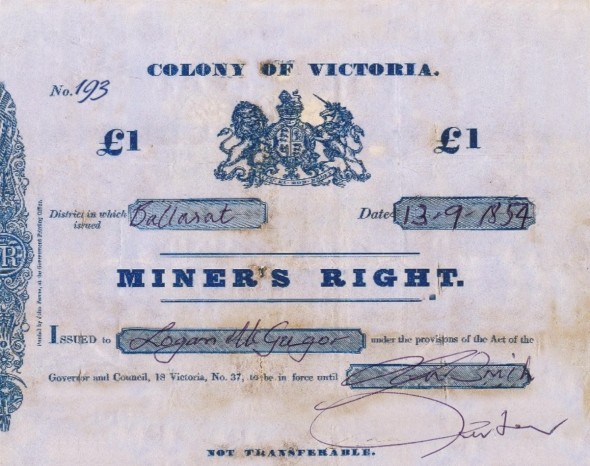 COLONY OF VICTORIA.
No. 193
£1 £1
District in which issued Ballarat Dated 13-9-1854
MINER'S RIGHT.
ISSUED to Logan McGregor under the provisions of the Act of the
Governor and Council, 18 Victoria, No. 37, to be in force until
NOT TRANSFERABLE.